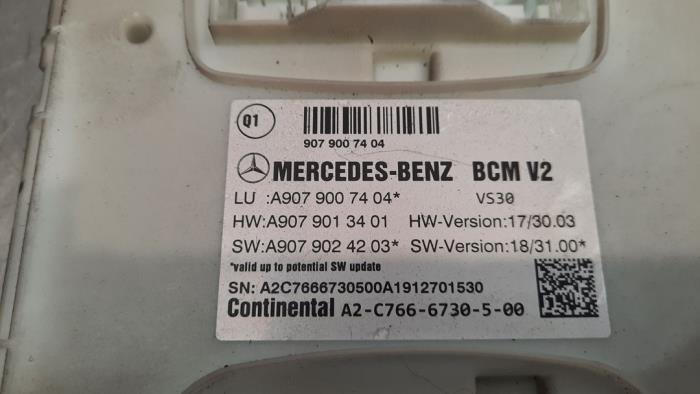 Q1
907 900 74 04
MERCEDES-BENZ BCM V2
LU :A907 900 74 04* VS30
HW:A907 901 34 01 HW-Version:17/30.03
SW:A907 902 42 03* SW-Version:18/31.00*
*valid up to potential SW update
SN: A2C7666730500A1912701530
Continental A2-C766-6730-5-00